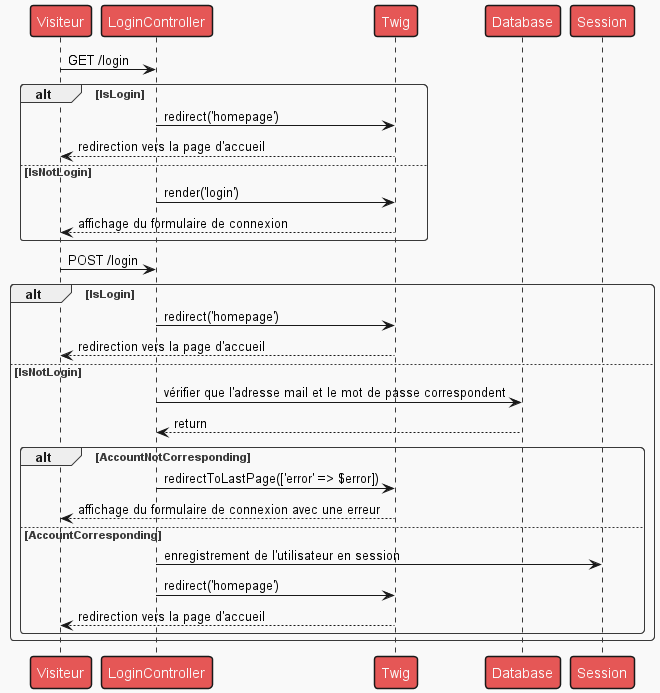 Visiteur LoginController Twig Database Session
GET /login
alt [IsLogin]
redirect('homepage')
redirection vers la page d'accueil
[IsNotLogin]
render('login')
affichage du formulaire de connexion
POST /login
alt [IsLogin]
redirect('homepage')
redirection vers la page d'accueil
[IsNotLogin]
vérifier que l'adresse mail et le mot de passe correspondent
return
alt [AccountNotCorresponding]
redirectToLastPage(['error' => $error])
affichage du formulaire de connexion avec une erreur
[AccountCorresponding]
enregistrement de l'utilisateur en session
redirect('homepage')
redirection vers la page d'accueil
Visiteur LoginController Twig Database Session